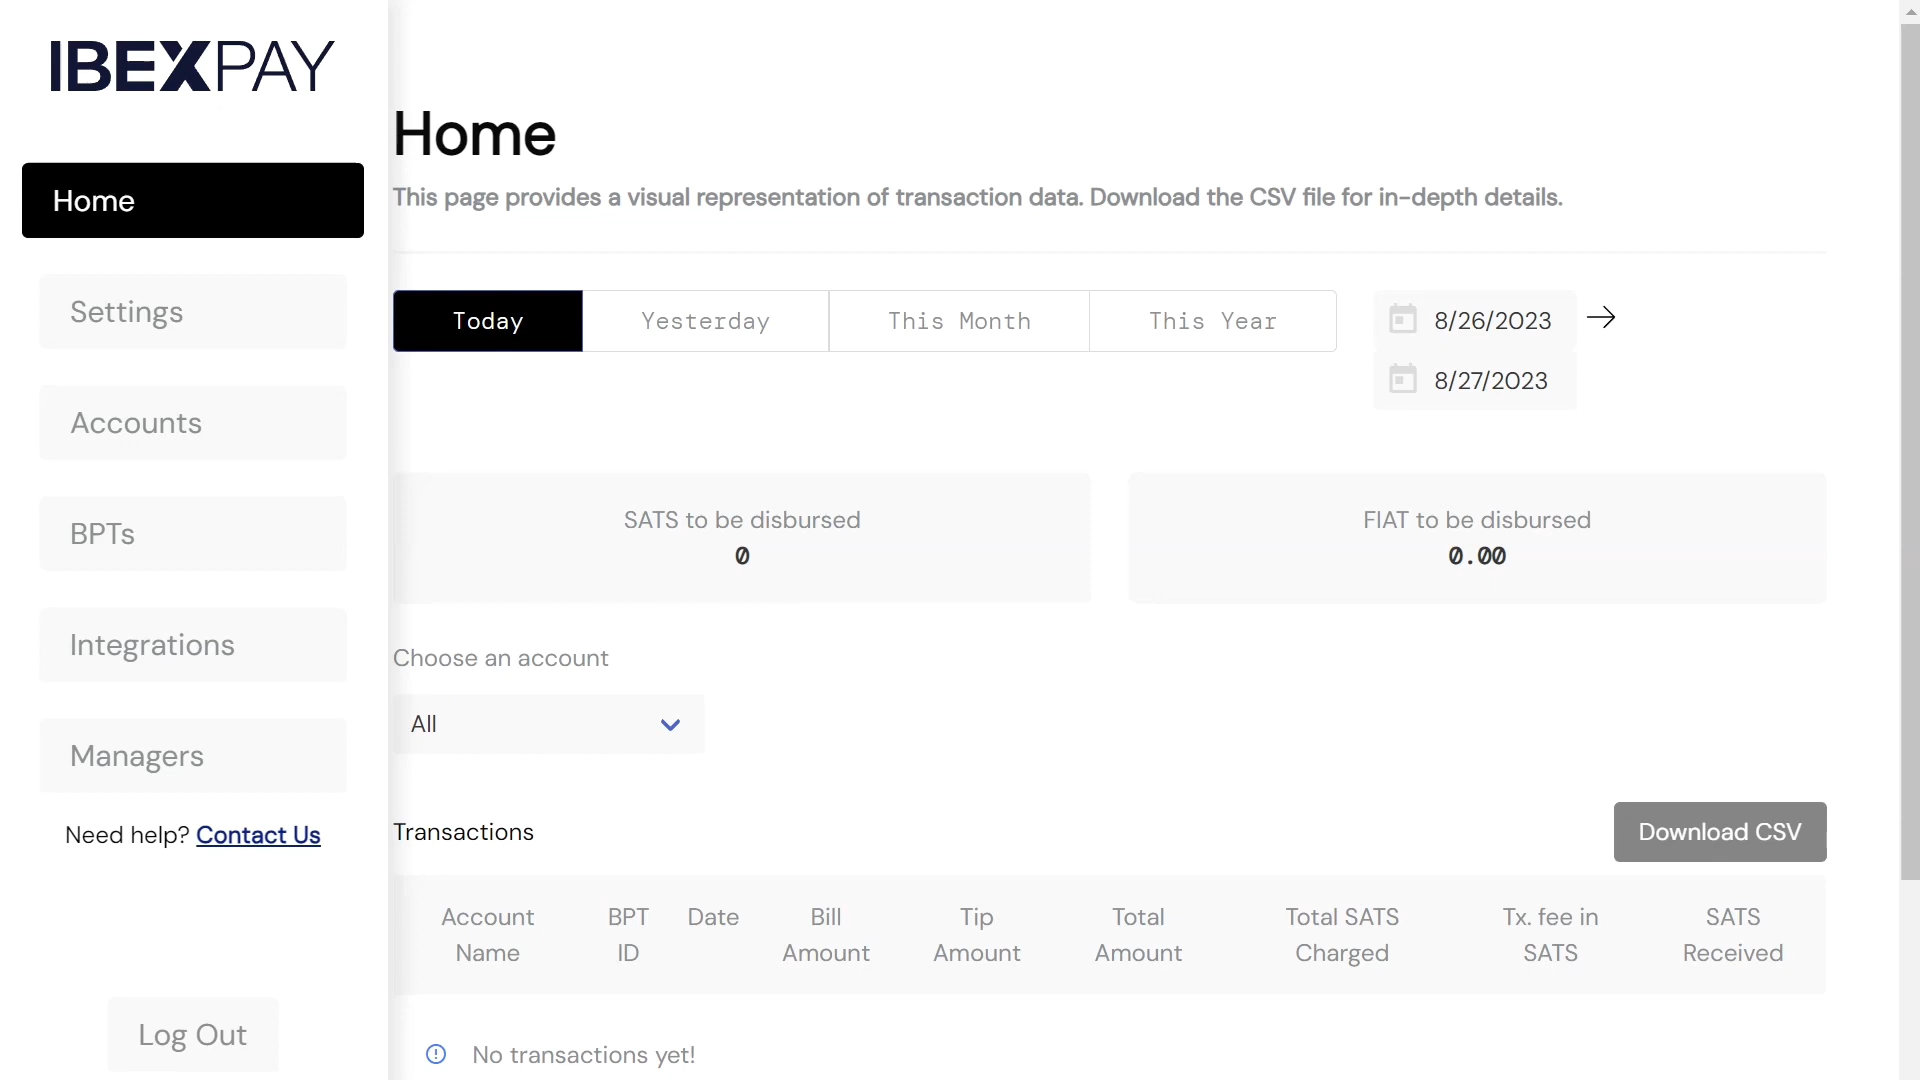 IBEXPAY
Home
Settings
Accounts
BPTs
Integrations
Managers
Need help? Contact Us
Log Out
Home
This page provides a visual representation of transaction data. Download the CSV file for in-depth details.
Today
Yesterday
This Month
This Year
8/26/2023
8/27/2023
SATS to be disbursed
0
FIAT to be disbursed
0.00
Choose an account
All
Transactions
Download CSV
Account Name
BPT ID
Date
Bill Amount
Tip Amount
Total Amount
Total SATS Charged
Tx. fee in SATS
SATS Received
No transactions yet!